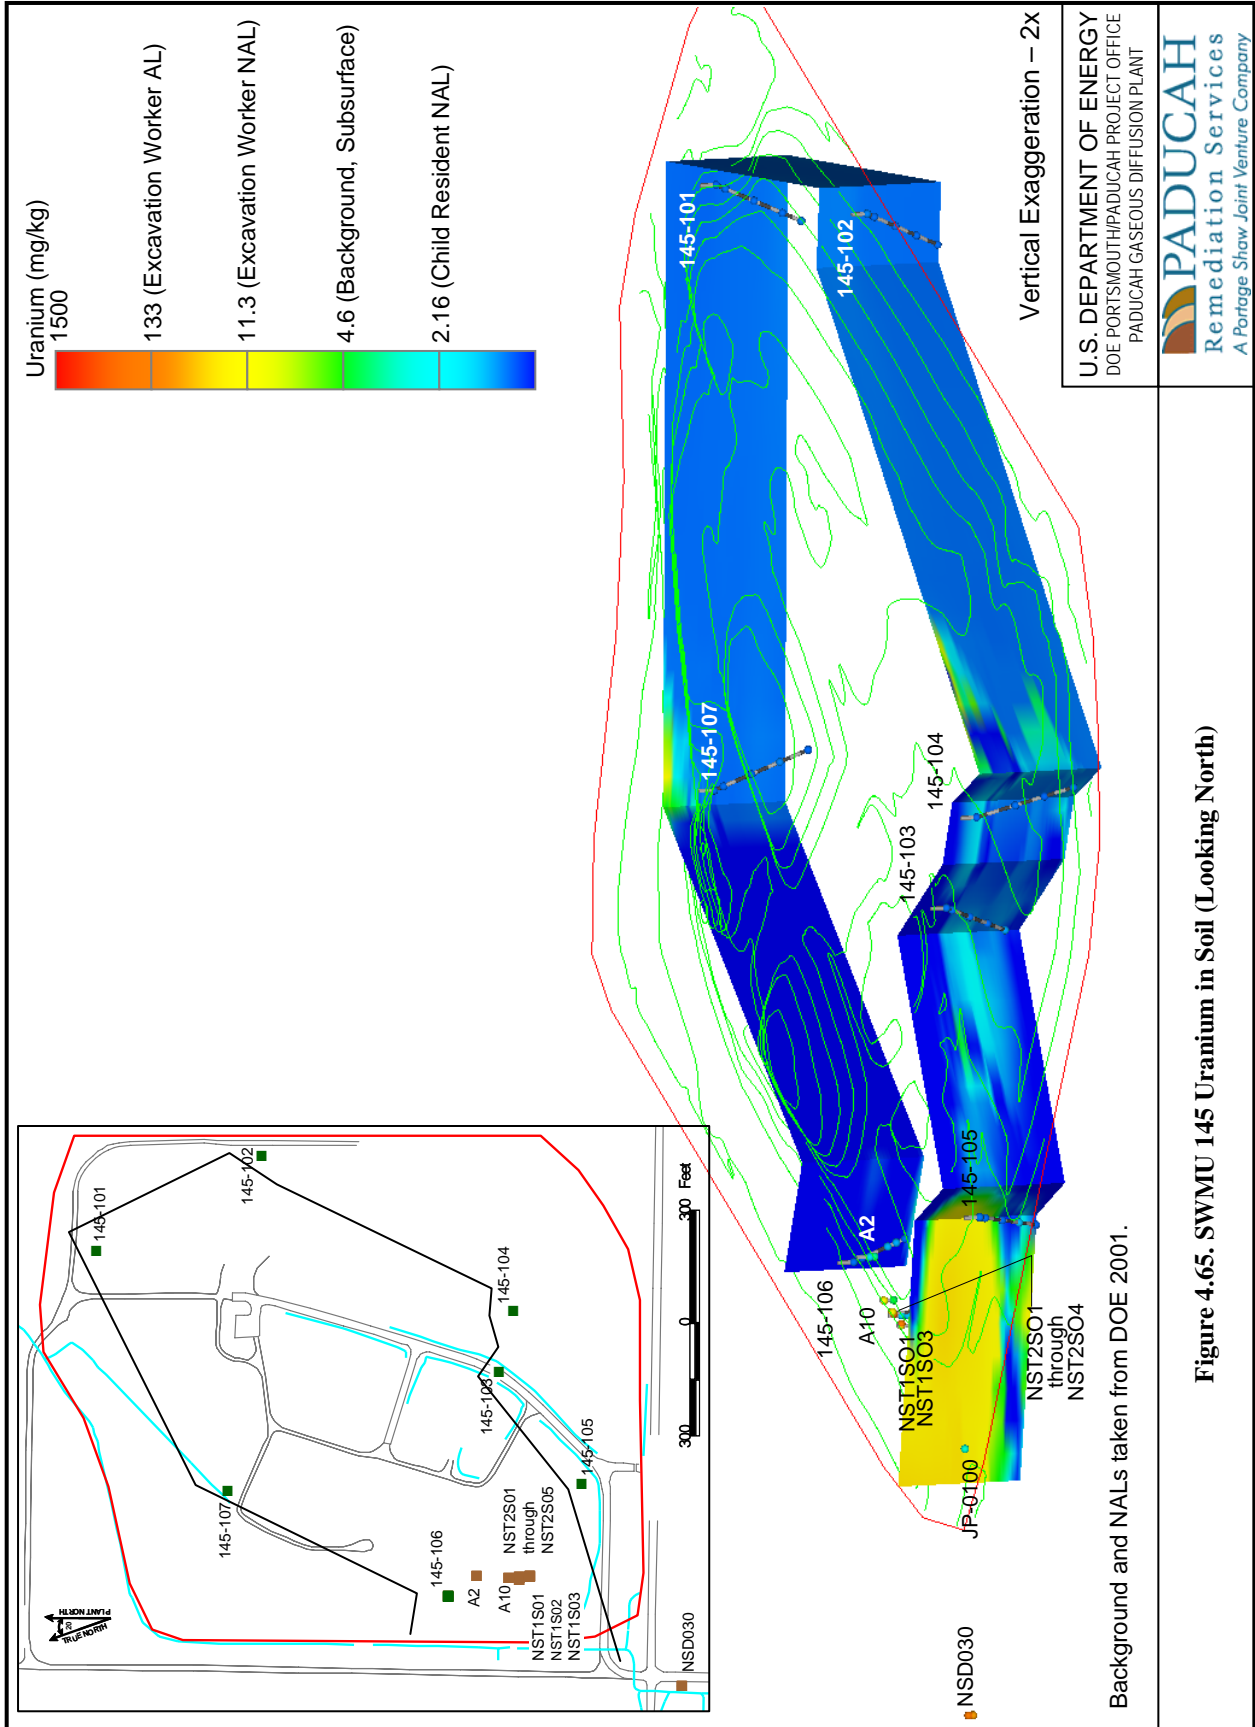 Uranium (mg/kg)
1500
133 (Excavation Worker AL)
11.3 (Excavation Worker NAL)
4.6 (Background, Subsurface)
2.16 (Child Resident NAL)
TRUE NORTH
20
PLANT NORTH
145-101
145-102
145-107
145-104
145-103
145-105
145-106
A2
A10
NST1S01
NST1S02
NST1S03
NST2S01
through
NST2S05
NSD030
300
0
300 Feet
145-101
145-102
145-107
145-104
145-103
145-105
A2
145-106
A10
NST1SO1
NST1SO3
NST2SO1
through
NST2SO4
JP-0100
NSD030
Vertical Exaggeration – 2x
Background and NALs taken from DOE 2001.
U.S. DEPARTMENT OF ENERGY
DOE PORTSMOUTH/PADUCAH PROJECT OFFICE
PADUCAH GASEOUS DIFFUSION PLANT
PADUCAH
Remediation Services
A Portage Shaw Joint Venture Company
Figure 4.65. SWMU 145 Uranium in Soil (Looking North)